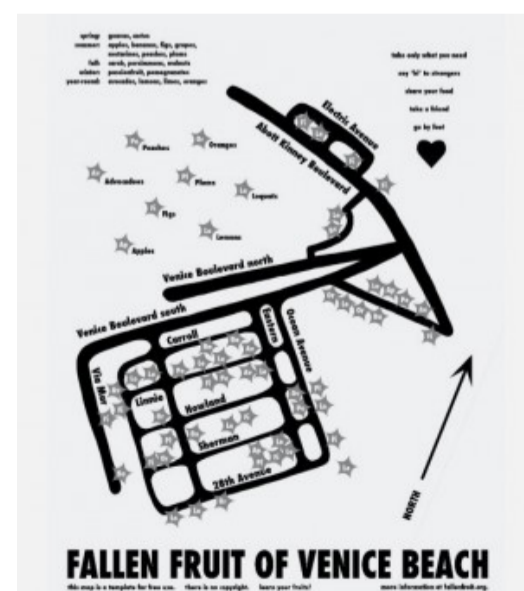 spring: guavas, cactus
summer: apples, bananas, figs, grapes,
nectarines, peaches, plums
fall: carob, persimmons, walnuts
winter: passionfruit, pomegranates
year-round: avocados, lemons, limes, oranges
take only what you need
say 'hi' to strangers
share your food
take a friend
go by foot
Electric Avenue
Abott Kinney Boulevard
Peaches
Oranges
Advocadoes
Plums
Loquats
Figs
Lemons
Apples
Venice Boulevard north
Venice Boulevard south
Carroll
Eastern
Ocean Avenue
Via Mar
Linnie
Howland
Sherman
28th Avenue
NORTH
FALLEN FRUIT OF VENICE BEACH
this map is a template for free use. there is no copyright. learn your fruits! more information at fallenfruit.org.